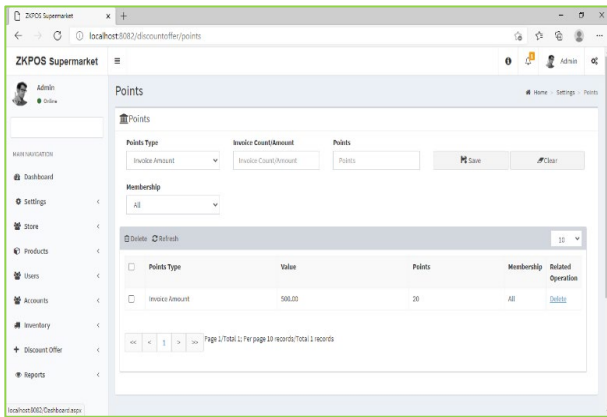 ZKPOS Supermarket
localhost:8082/discountoffer/points
ZKPOS Supermarket
Admin
Admin
Online
Points
Home > Settings > Points
Points
Points Type
Invoice Count/Amount
Points
Invoice Amount
Invoice Count/Amount
Points
Save
Clear
MAIN NAVIGATION
Membership
Dashboard
All
Settings
Store
Delete Refresh
10
Products
Points Type
Value
Points
Membership
Related Operation
Users
Accounts
Invoice Amount
500.00
20
All
Delete
Inventory
<< < 1 > >> Page 1/Total 1; Per page 10 records/Total 1 records
Discount Offer
Reports
localhost:8082/Dashboard.aspx